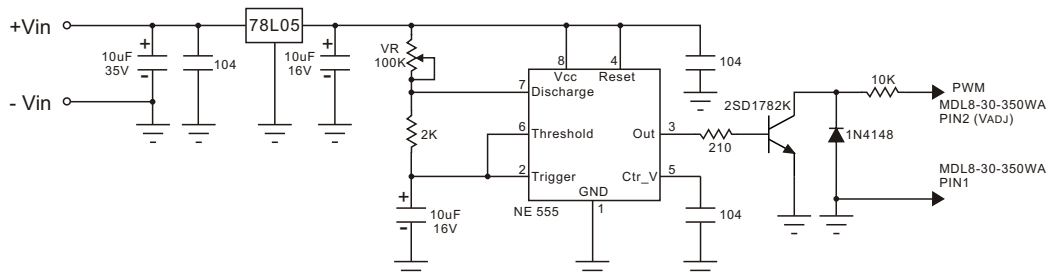 +Vin
- Vin
+
10uF
35V
-
104
78L05
+
10uF
16V
-
VR
100K
2K
+
10uF
16V
-
8
4
Vcc
Reset
7
Discharge
6
Threshold
2
Trigger
Out
3
Ctr_V
5
GND
1
NE 555
104
104
210
2SD1782K
1N4148
10K
PWM
MDL8-30-350WA
PIN2 (VADJ)
MDL8-30-350WA
PIN1